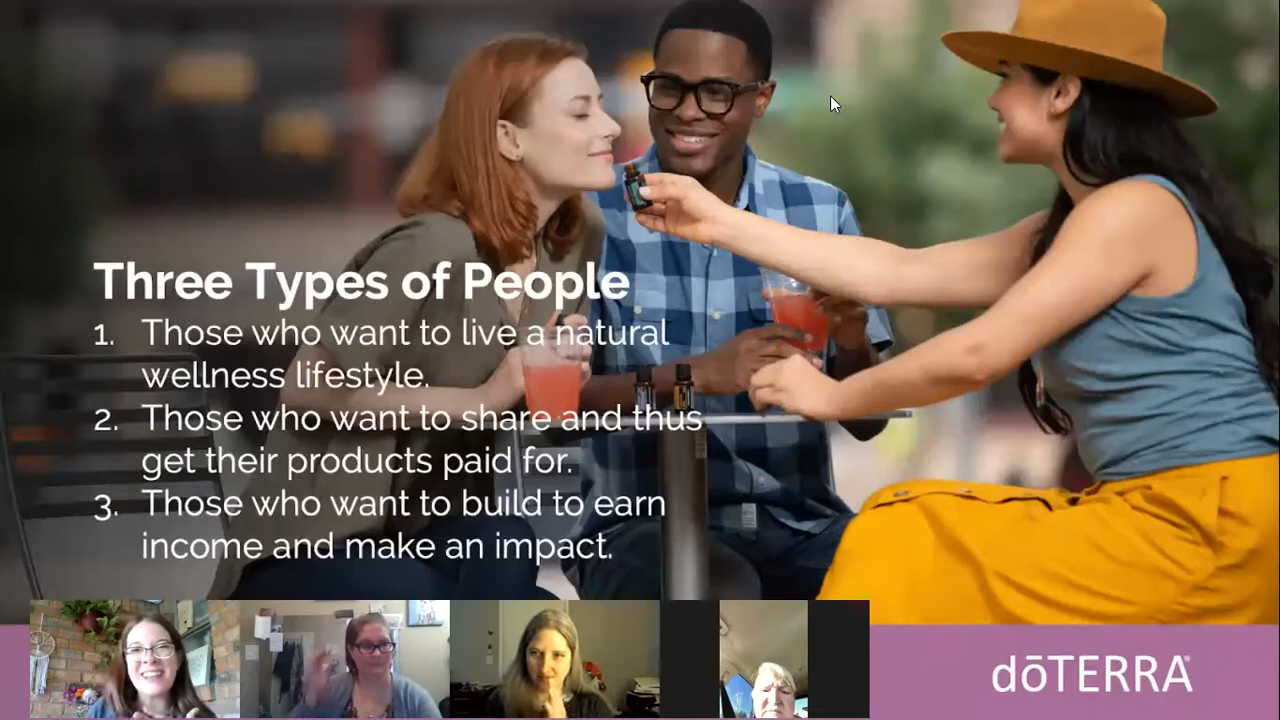 Three Types of People
1. Those who want to live a natural
wellness lifestyle.
2. Those who want to share and thus
get their products paid for.
3. Those who want to build to earn
income and make an impact.
dōTERRA®